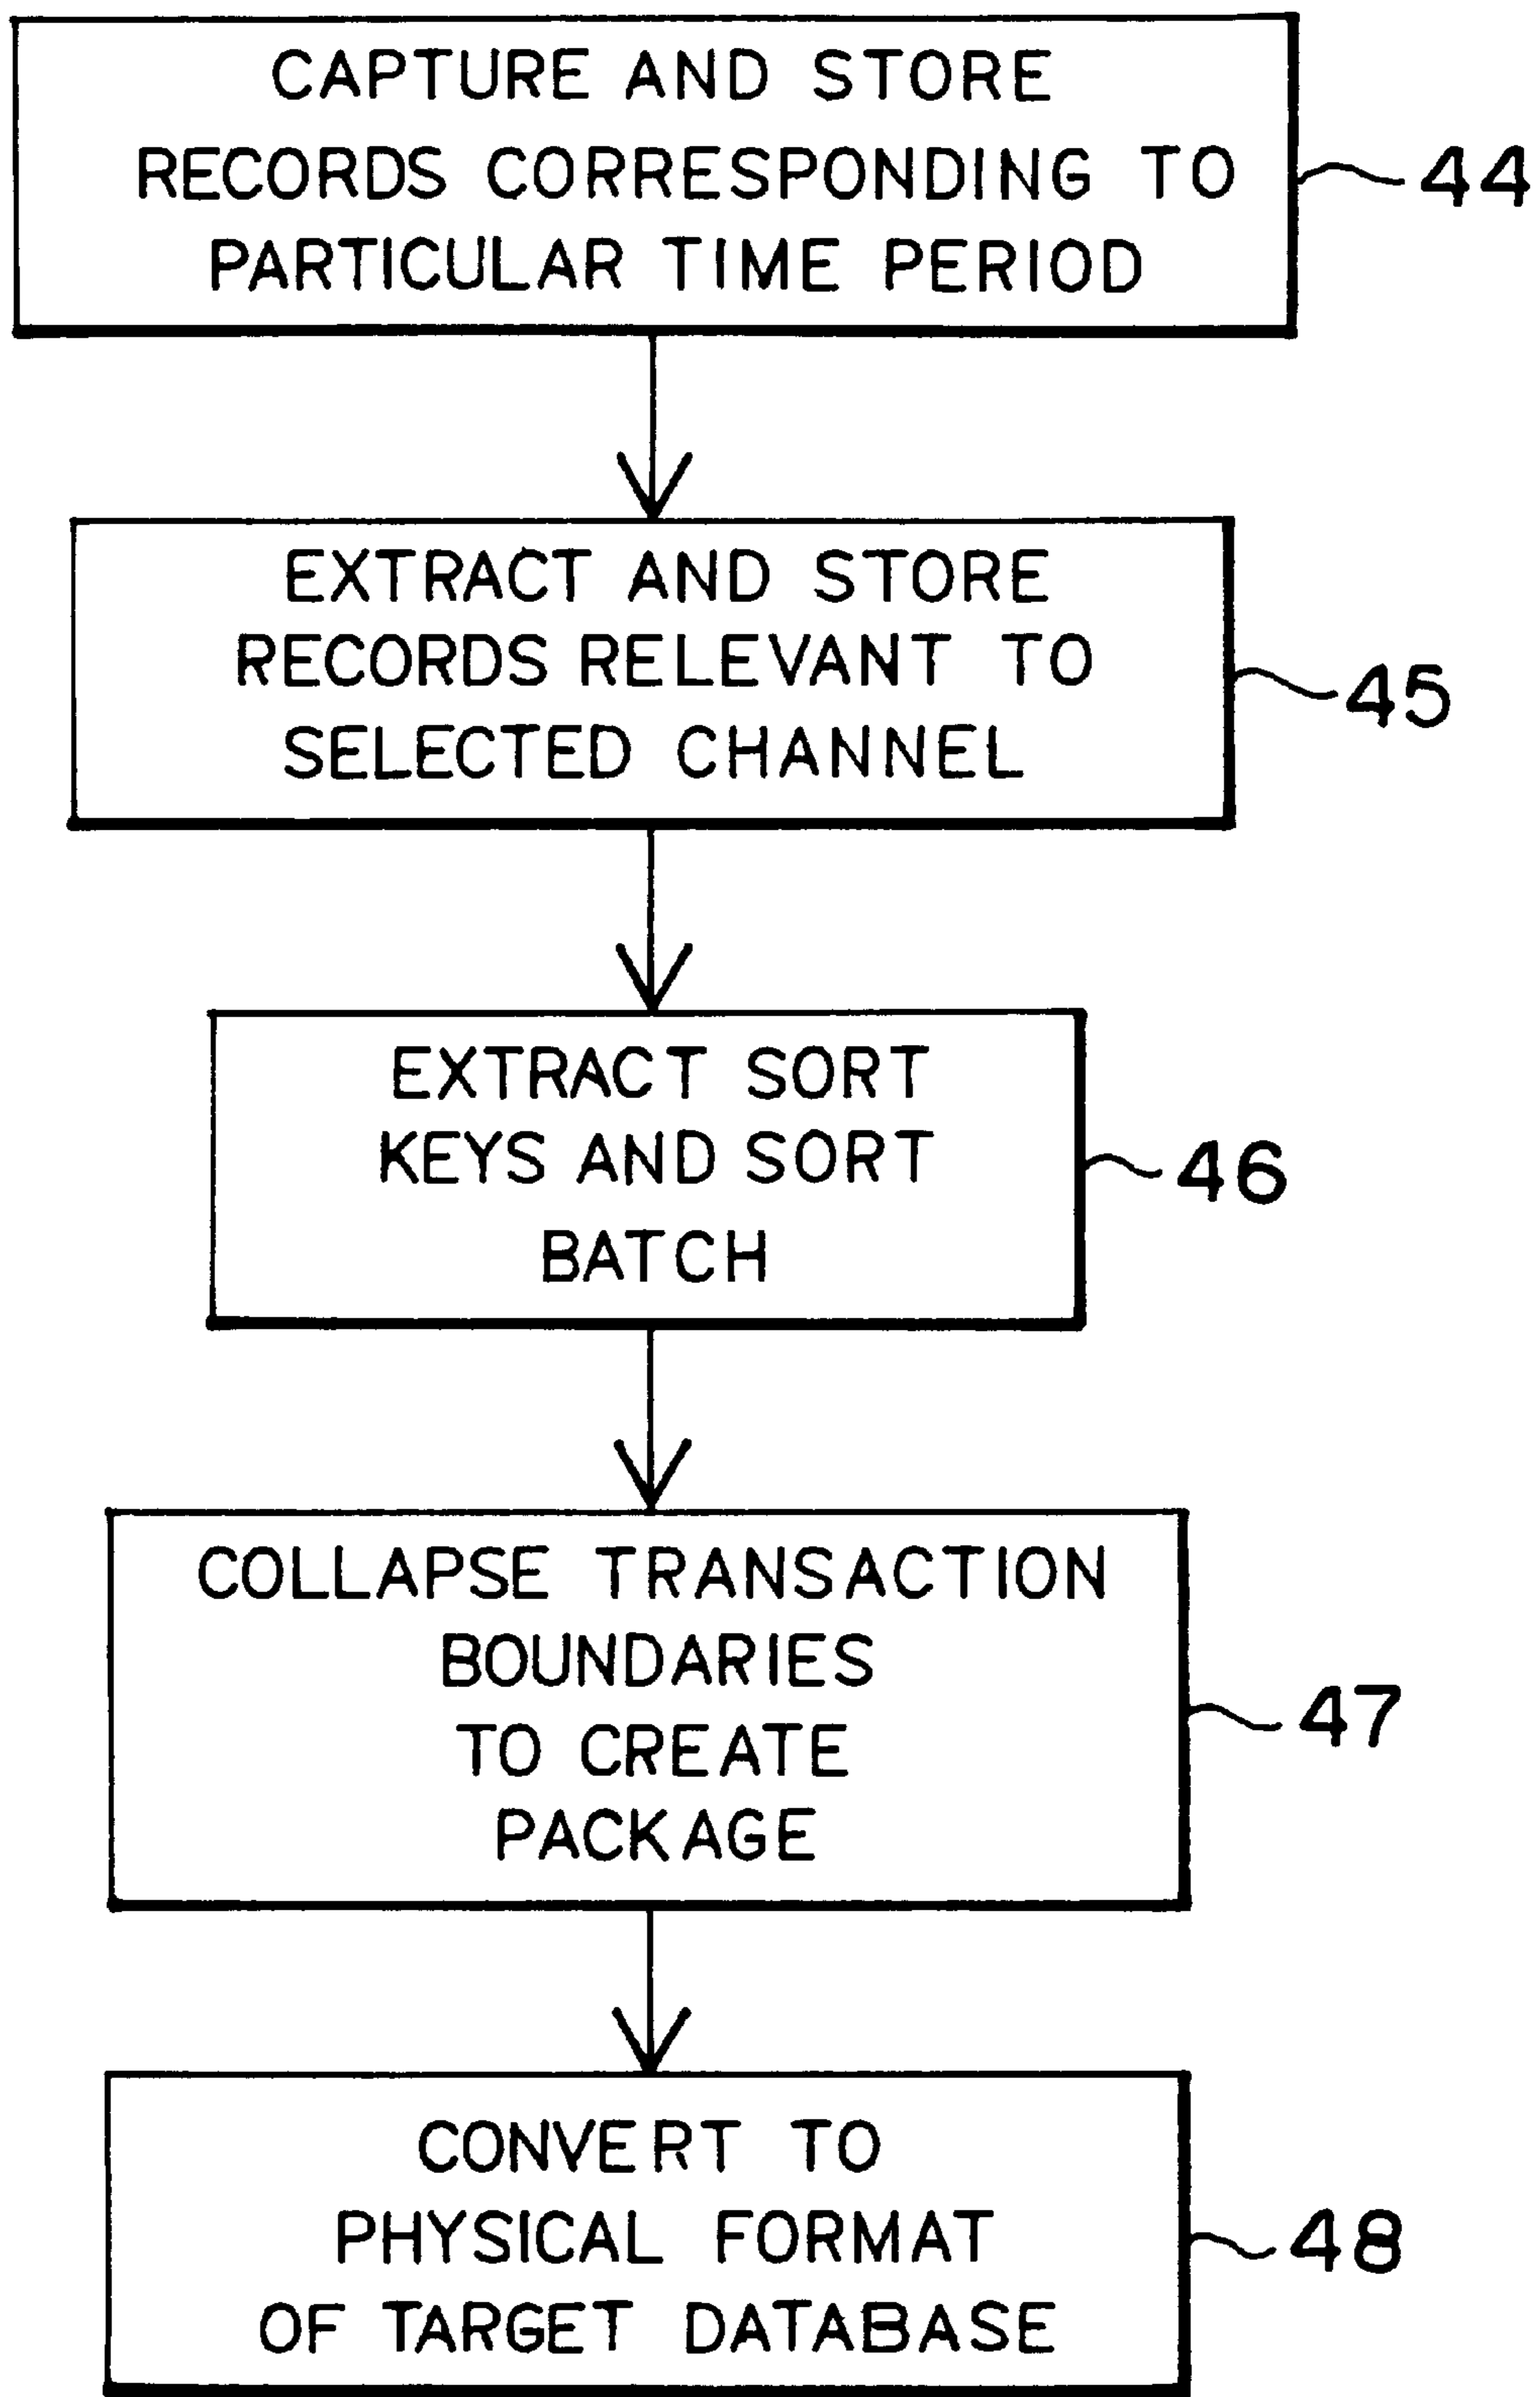 CAPTURE AND STORE
RECORDS CORRESPONDING TO
PARTICULAR TIME PERIOD
44
EXTRACT AND STORE
RECORDS RELEVANT TO
SELECTED CHANNEL
45
EXTRACT SORT
KEYS AND SORT
BATCH
46
COLLAPSE TRANSACTION
BOUNDARIES
TO CREATE
PACKAGE
47
CONVERT TO
PHYSICAL FORMAT
OF TARGET DATABASE
48